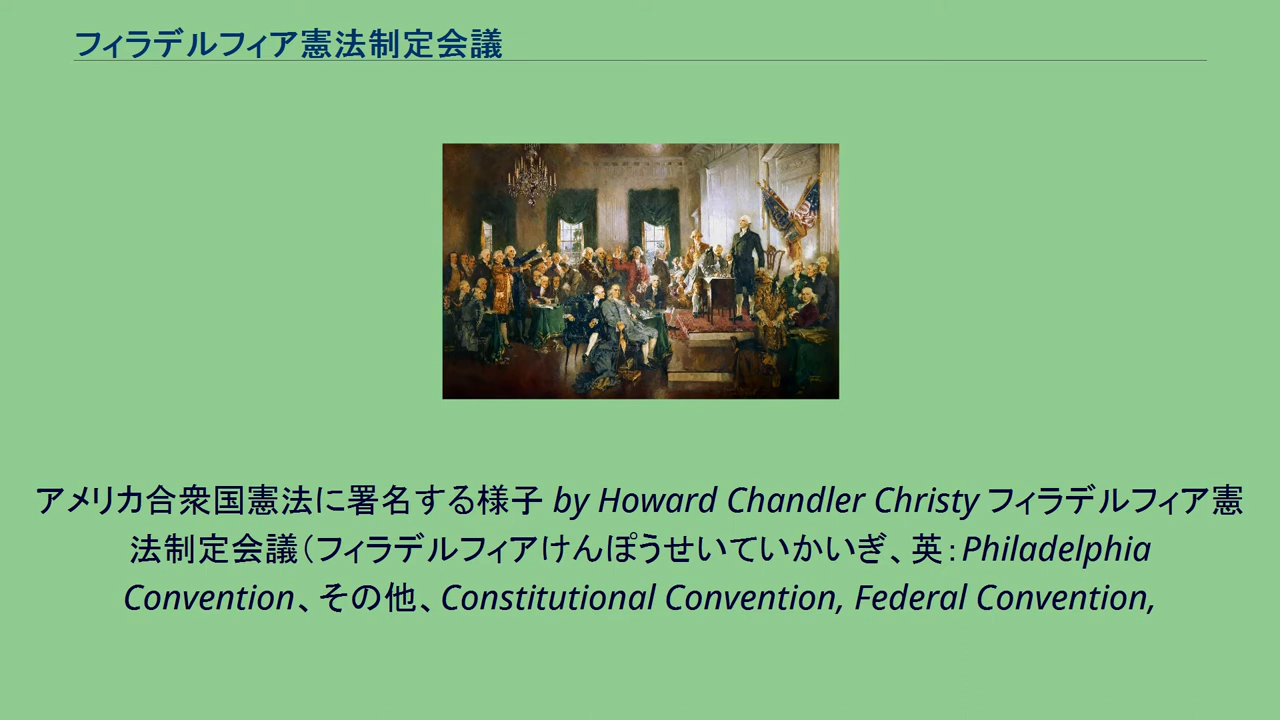 フィラデルフィア憲法制定会議
アメリカ合衆国憲法に署名する様子 by Howard Chandler Christy フィラデルフィア憲
法制定会議（フィラデルフィアけんぽうせいていかいぎ、英：Philadelphia
Convention、その他、Constitutional Convention, Federal Convention,